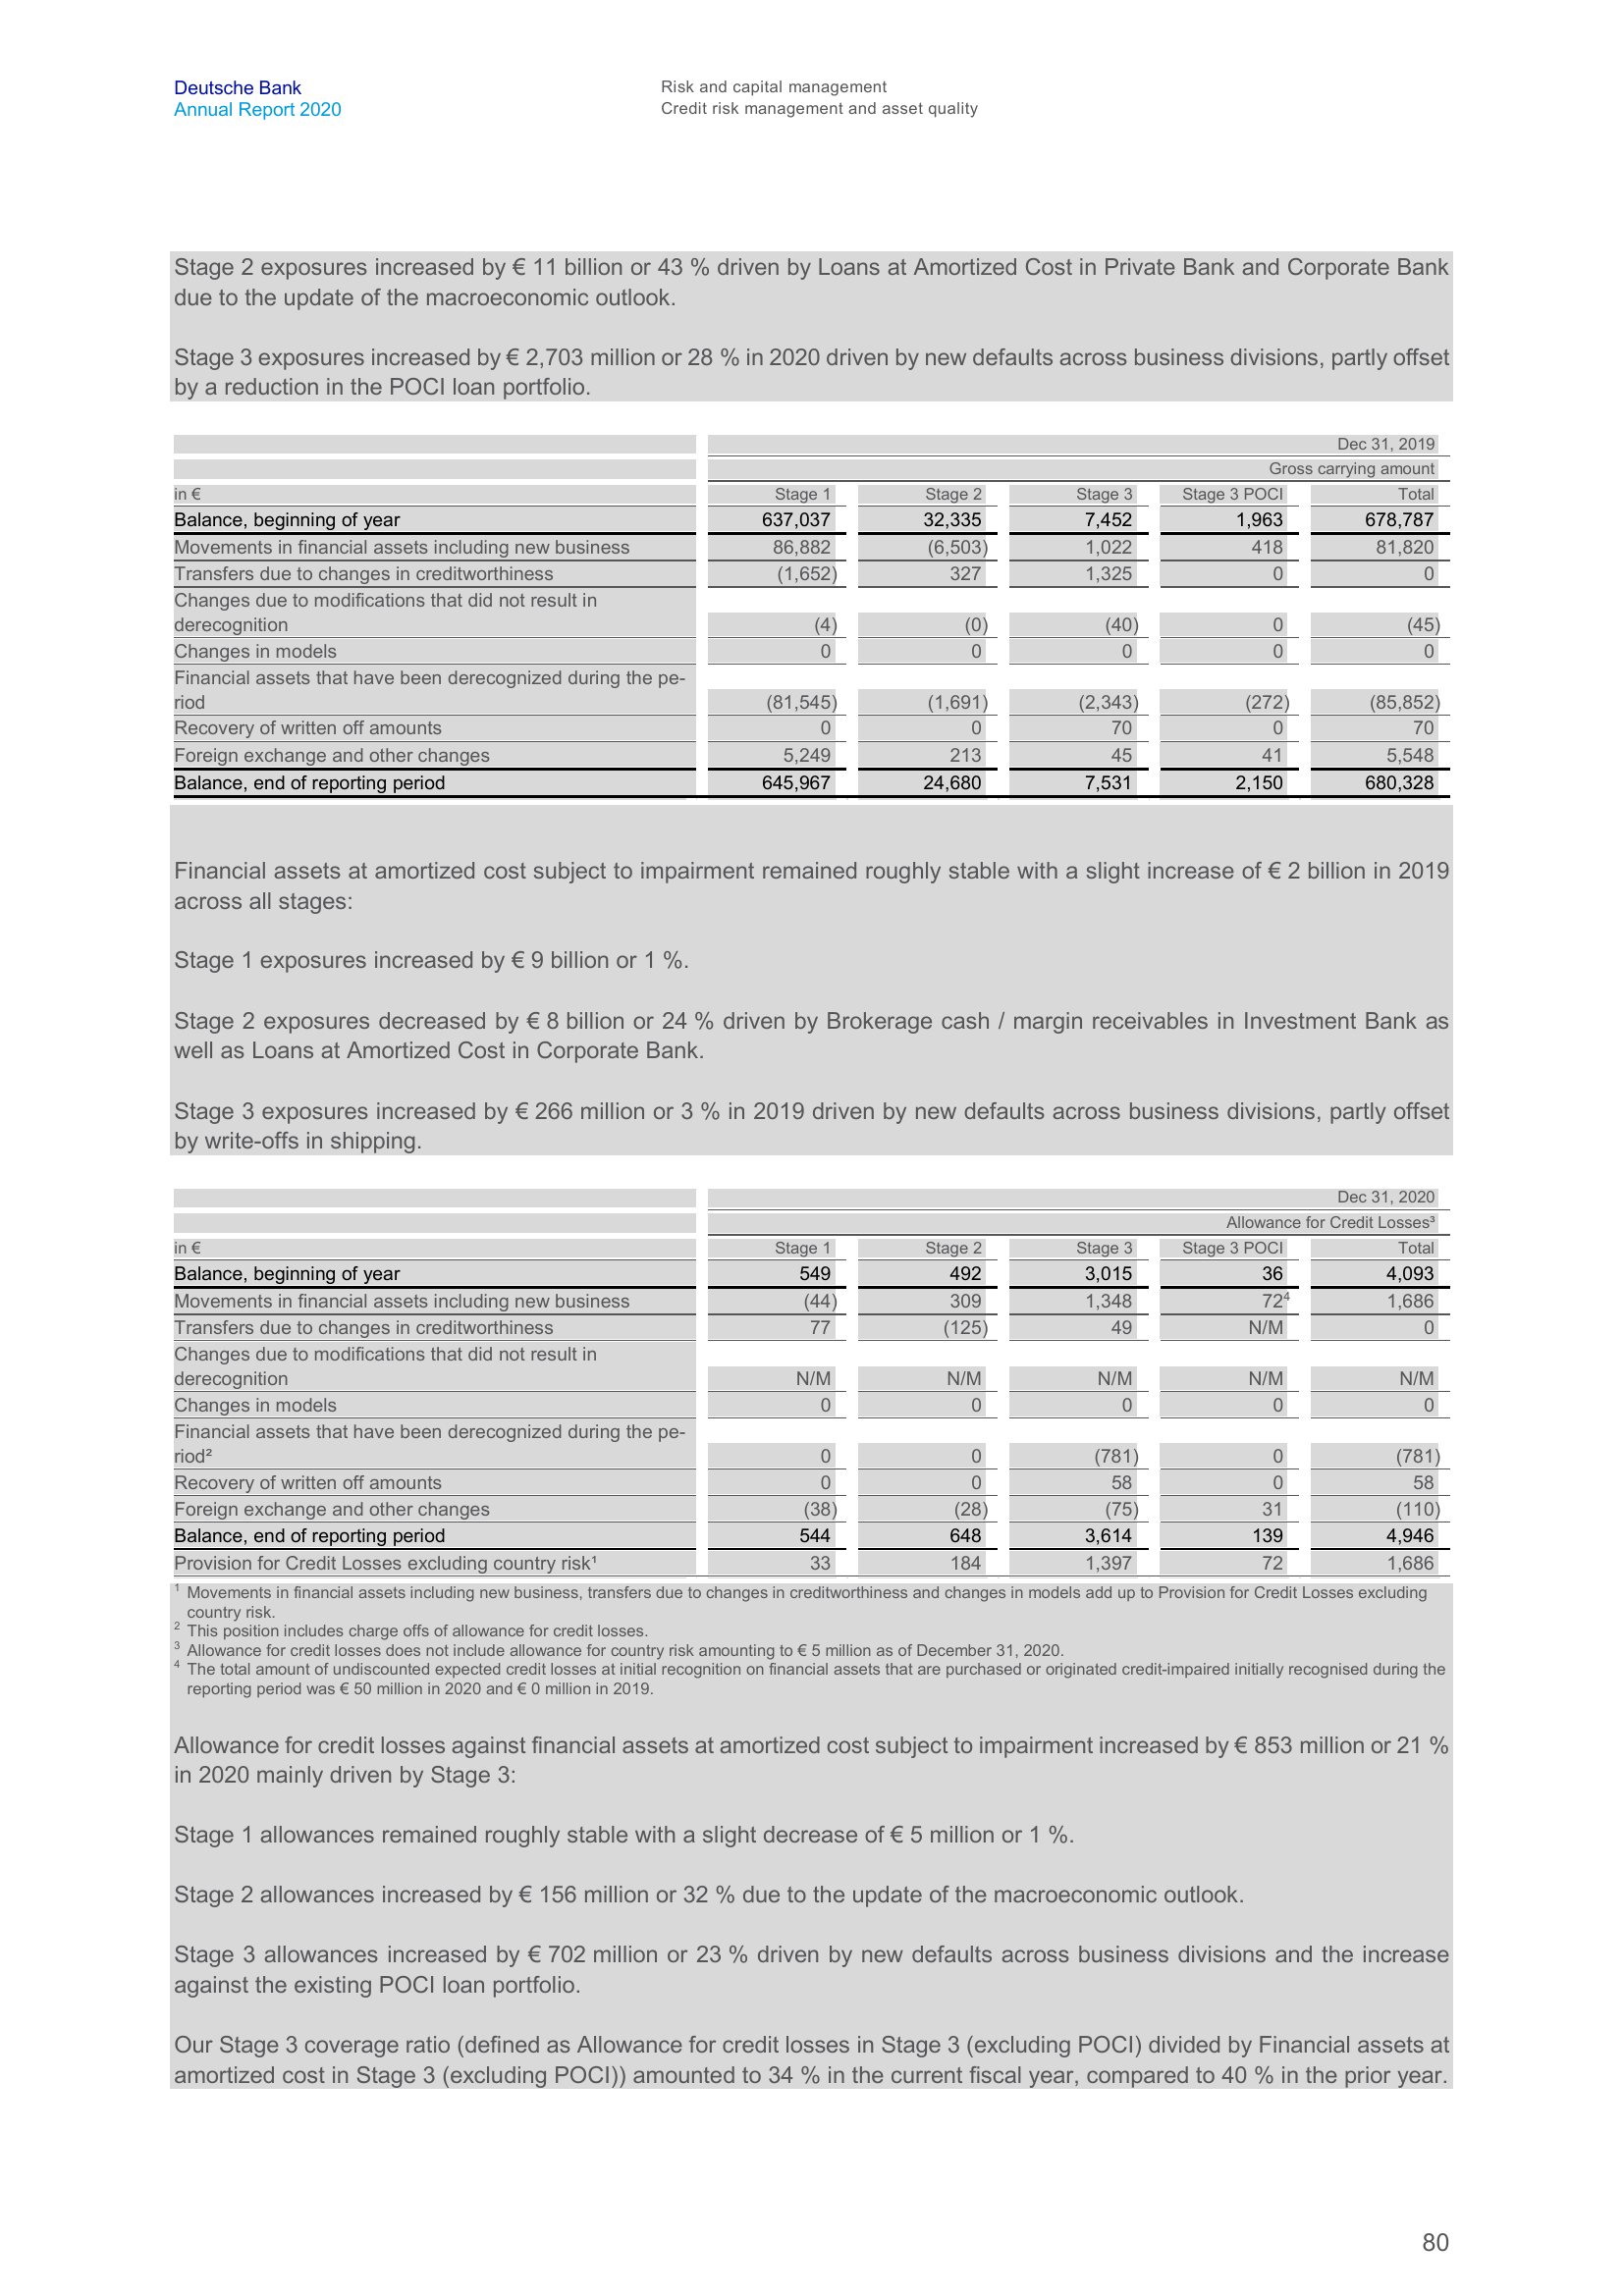 Deutsche Bank
Annual Report 2020
Risk and capital management
Credit risk management and asset quality
Stage 2 exposures increased by € 11 billion or 43 % driven by Loans at Amortized Cost in Private Bank and Corporate Bank
due to the update of the macroeconomic outlook.
Stage 3 exposures increased by € 2,703 million or 28 % in 2020 driven by new defaults across business divisions, partly offset
by a reduction in the POCI loan portfolio.
Dec 31, 2019
Gross carrying amount
in € Stage 1 Stage 2 Stage 3 Stage 3 POCI Total
Balance, beginning of year 637,037 32,335 7,452 1,963 678,787
Movements in financial assets including new business 86,882 (6,503) 1,022 418 81,820
Transfers due to changes in creditworthiness (1,652) 327 1,325 0 0
Changes due to modifications that did not result in
derecognition (4) (0) (40) 0 (45)
Changes in models 0 0 0 0 0
Financial assets that have been derecognized during the pe-
riod (81,545) (1,691) (2,343) (272) (85,852)
Recovery of written off amounts 0 0 70 0 70
Foreign exchange and other changes 5,249 213 45 41 5,548
Balance, end of reporting period 645,967 24,680 7,531 2,150 680,328
Financial assets at amortized cost subject to impairment remained roughly stable with a slight increase of € 2 billion in 2019
across all stages:
Stage 1 exposures increased by € 9 billion or 1 %.
Stage 2 exposures decreased by € 8 billion or 24 % driven by Brokerage cash / margin receivables in Investment Bank as
well as Loans at Amortized Cost in Corporate Bank.
Stage 3 exposures increased by € 266 million or 3 % in 2019 driven by new defaults across business divisions, partly offset
by write-offs in shipping.
Dec 31, 2020
Allowance for Credit Losses³
in € Stage 1 Stage 2 Stage 3 Stage 3 POCI Total
Balance, beginning of year 549 492 3,015 36 4,093
Movements in financial assets including new business (44) 309 1,348 72⁴ 1,686
Transfers due to changes in creditworthiness 77 (125) 49 N/M 0
Changes due to modifications that did not result in
derecognition N/M N/M N/M N/M N/M
Changes in models 0 0 0 0 0
Financial assets that have been derecognized during the pe-
riod² 0 0 (781) 0 (781)
Recovery of written off amounts 0 0 58 0 58
Foreign exchange and other changes (38) (28) (75) 31 (110)
Balance, end of reporting period 544 648 3,614 139 4,946
Provision for Credit Losses excluding country risk¹ 33 184 1,397 72 1,686
¹ Movements in financial assets including new business, transfers due to changes in creditworthiness and changes in models add up to Provision for Credit Losses excluding
country risk.
² This position includes charge offs of allowance for credit losses.
³ Allowance for credit losses does not include allowance for country risk amounting to € 5 million as of December 31, 2020.
⁴ The total amount of undiscounted expected credit losses at initial recognition on financial assets that are purchased or originated credit-impaired initially recognised during the
reporting period was € 50 million in 2020 and € 0 million in 2019.
Allowance for credit losses against financial assets at amortized cost subject to impairment increased by € 853 million or 21 %
in 2020 mainly driven by Stage 3:
Stage 1 allowances remained roughly stable with a slight decrease of € 5 million or 1 %.
Stage 2 allowances increased by € 156 million or 32 % due to the update of the macroeconomic outlook.
Stage 3 allowances increased by € 702 million or 23 % driven by new defaults across business divisions and the increase
against the existing POCI loan portfolio.
Our Stage 3 coverage ratio (defined as Allowance for credit losses in Stage 3 (excluding POCI) divided by Financial assets at
amortized cost in Stage 3 (excluding POCI)) amounted to 34 % in the current fiscal year, compared to 40 % in the prior year.
80